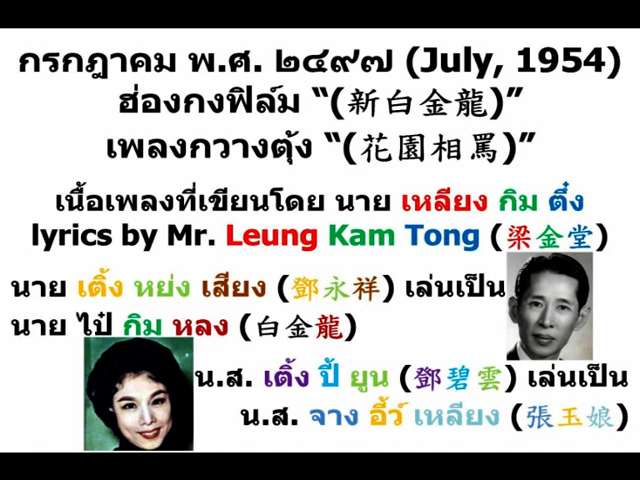 กรกฎาคม พ.ศ. ๒๔๙๗ (July, 1954)
ฮ่องกงฟิล์ม “(新白金龍)”
เพลงกวางตุ้ง “(花園相罵)”
เนื้อเพลงที่เขียนโดย นาย เหลียง กิม ตึ๋ง
lyrics by Mr. Leung Kam Tong (梁金堂)
นาย เติ้ง หย่ง เสียง (鄧永祥) เล่นเป็น
นาย ไป๋ กิม หลง (白金龍)
น.ส. เติ้ง ปี้ ยูน (鄧碧雲) เล่นเป็น
น.ส. จาง อี้ว์ เหลียง (張玉娘)